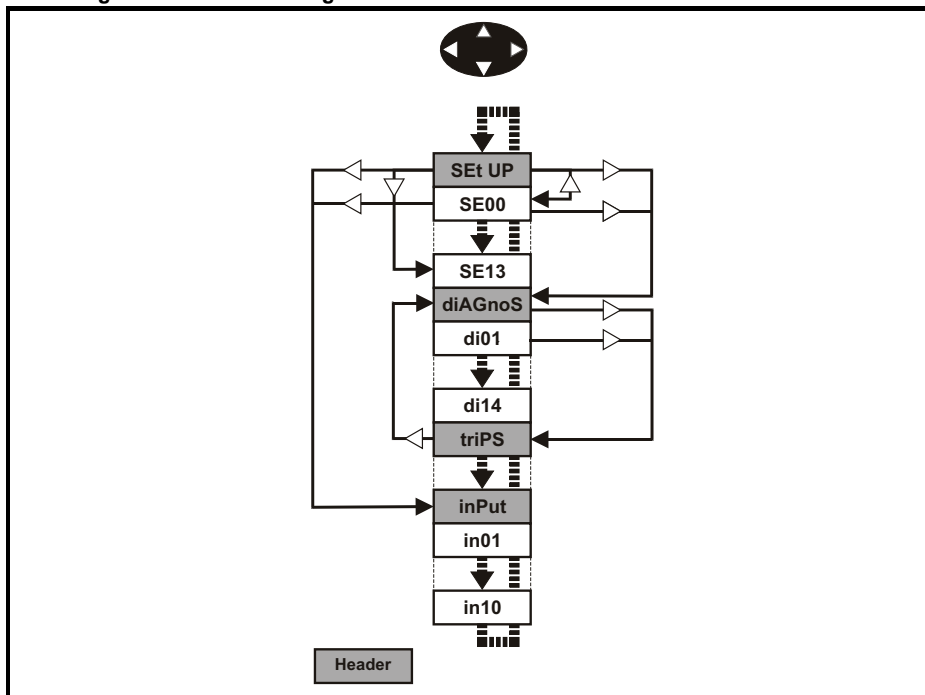 SEt UP
SE00
SE13
diAGnoS
di01
di14
triPS
inPut
in01
in10
Header